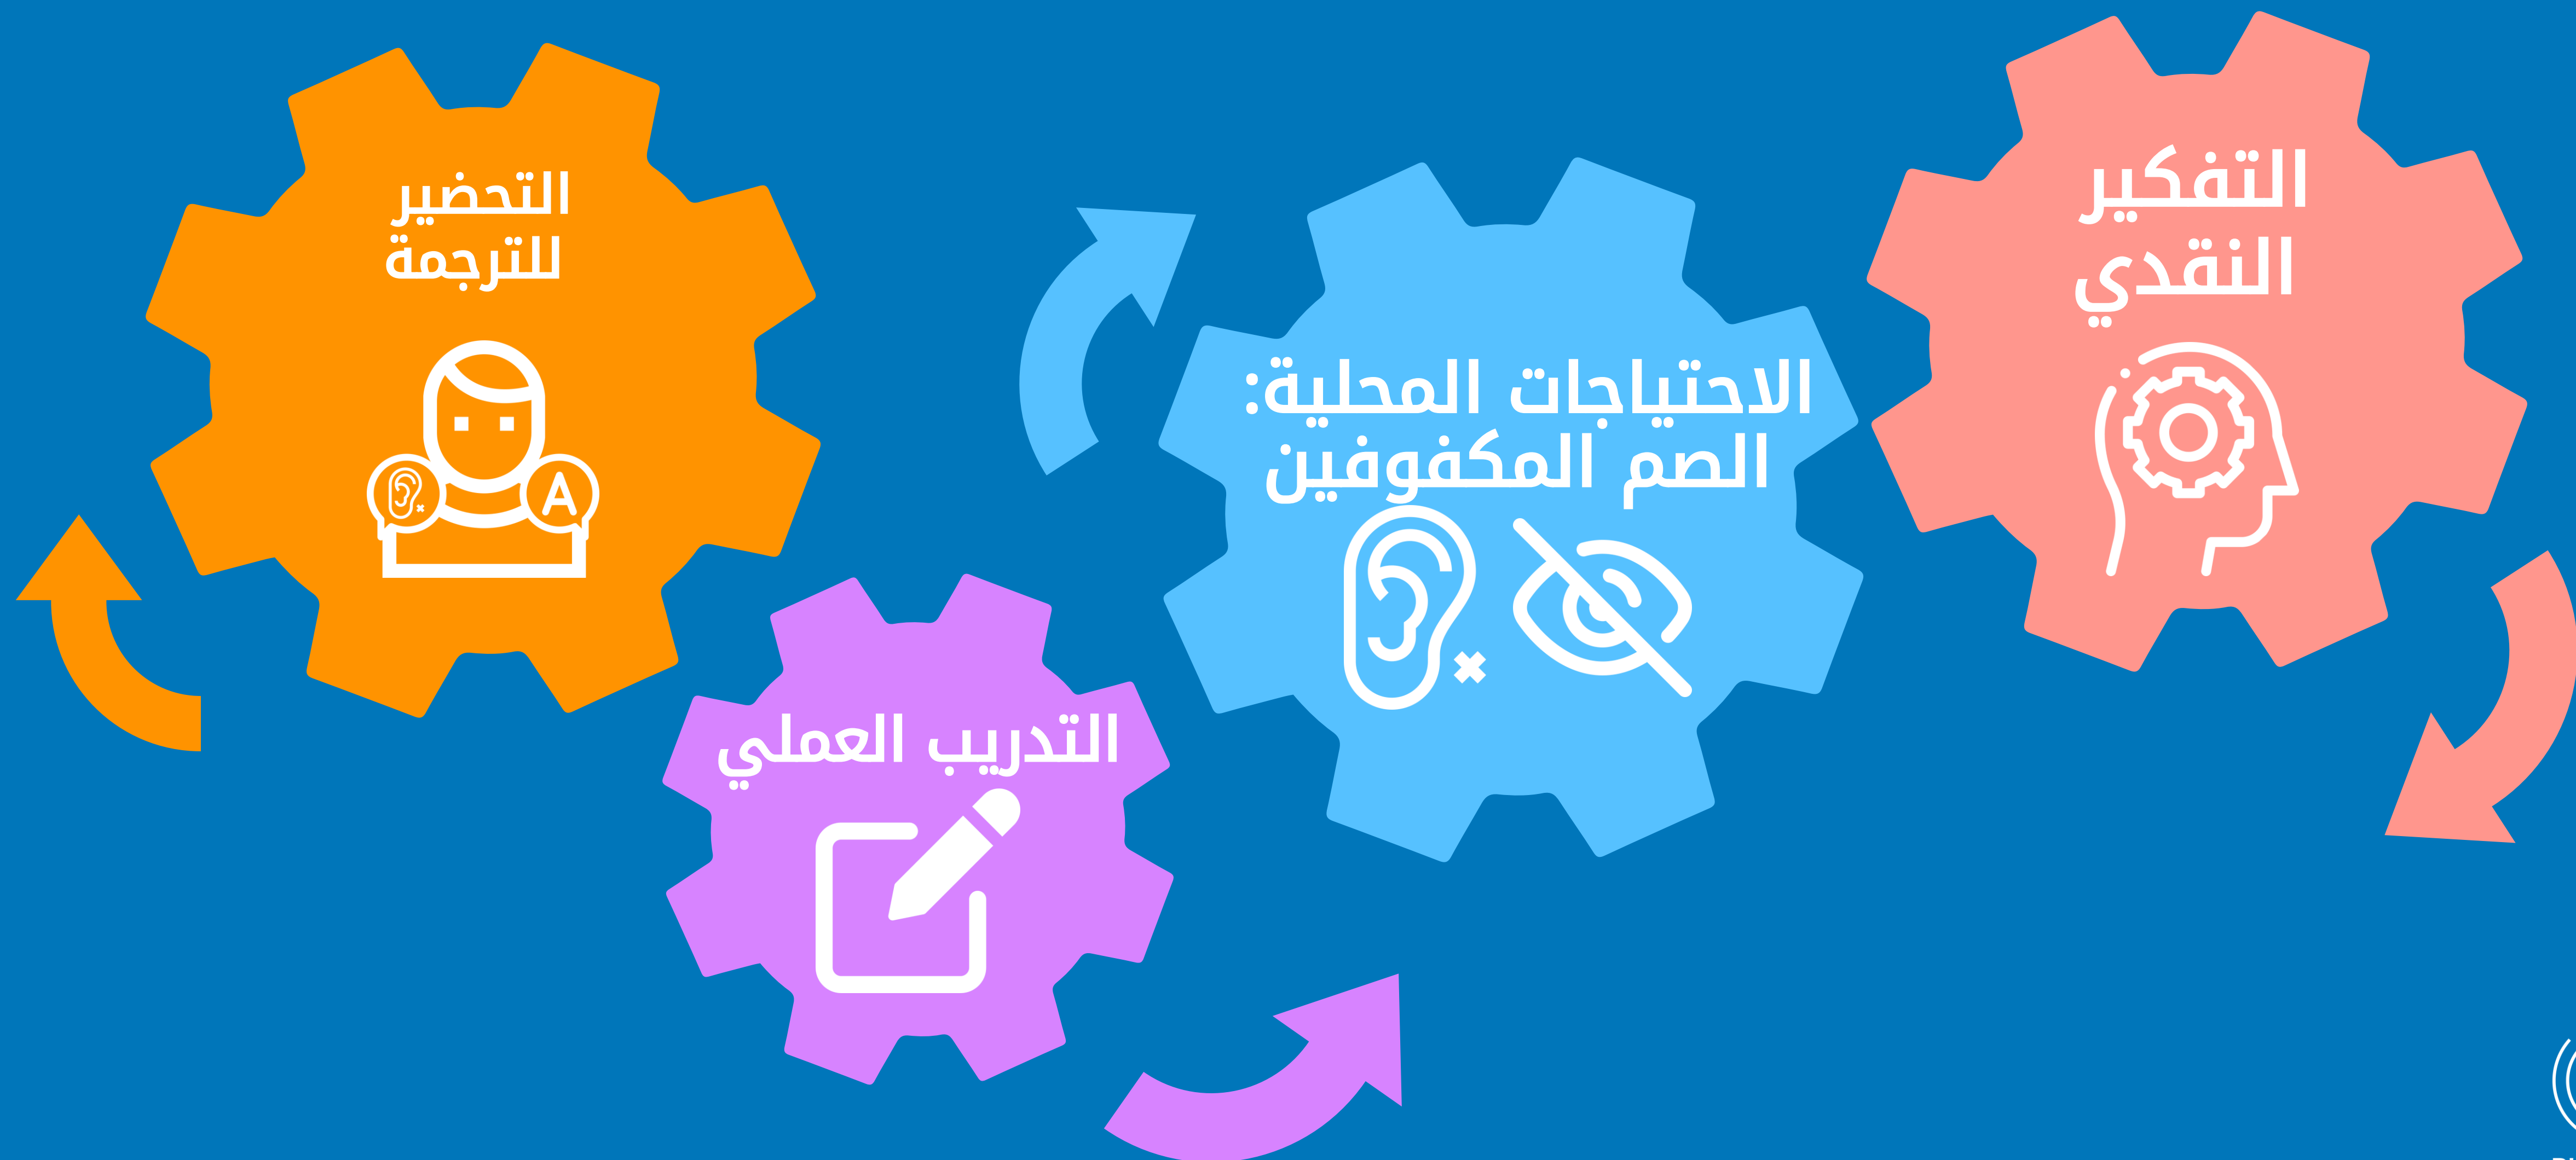 التفكير
النقدي
الاحتياجات المحلية:
الصم المكفوفين
التدريب العملي
التحضير
للترجمة
A